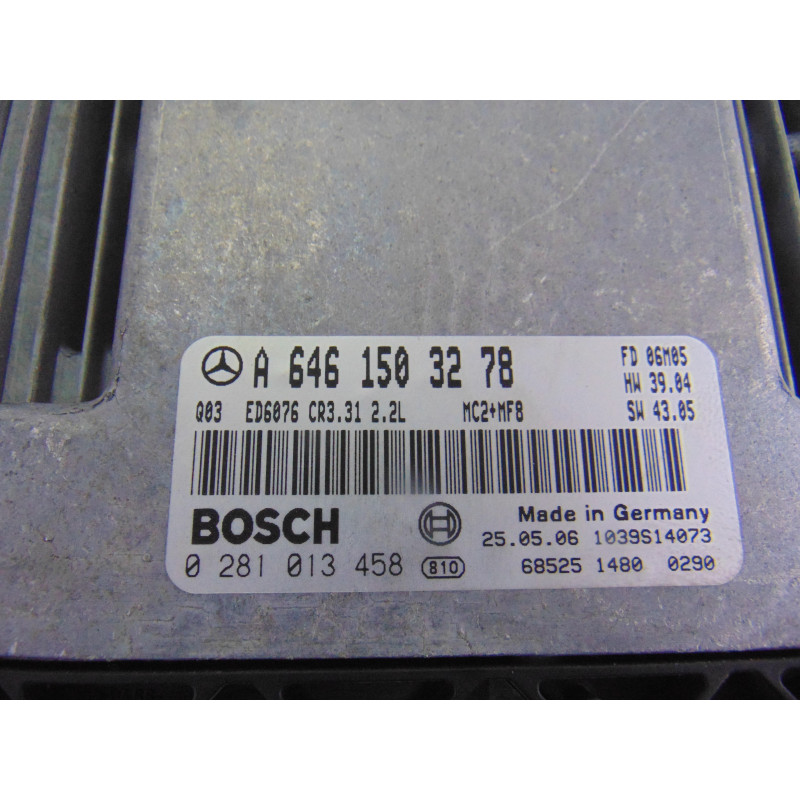 A 646 150 32 78
FD 06M05
HW 39.04
Q03 ED6076 CR3.31 2.2L MC2+MF8 SW 43.05
BOSCH
Made in Germany
25.05.06 1039S14073
0 281 013 458 810 68525 1480 0290